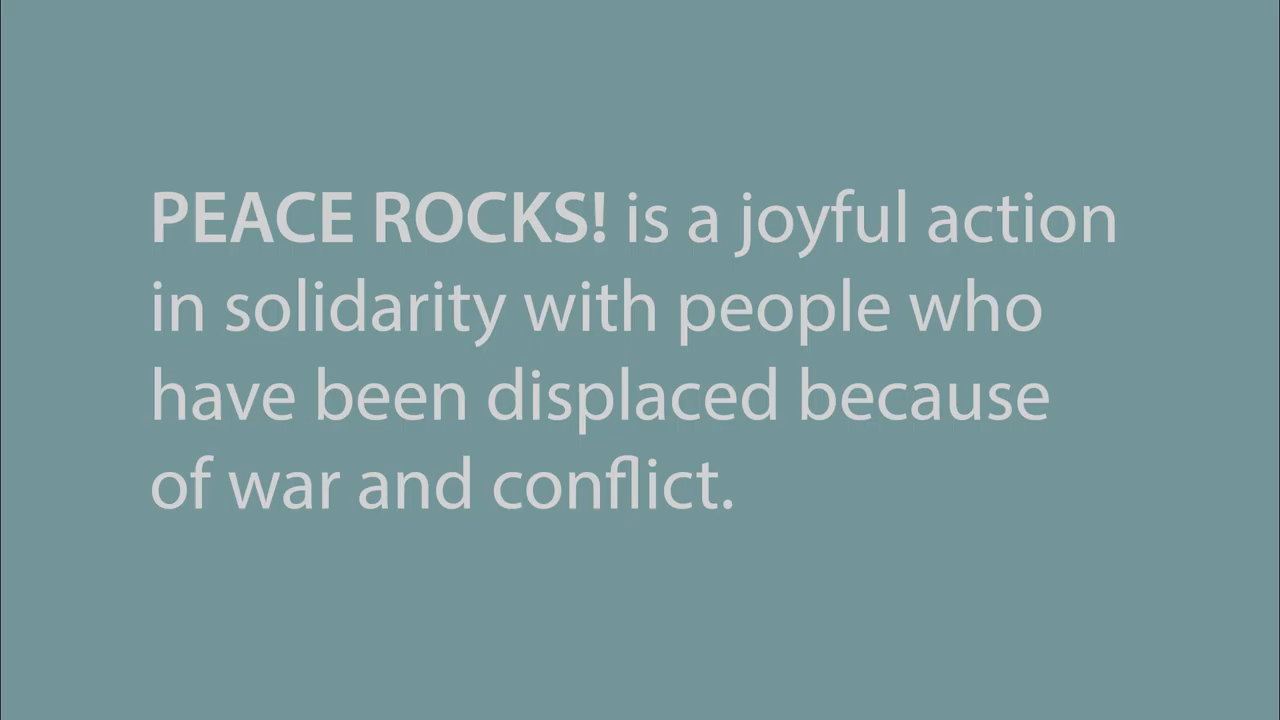 PEACE ROCKS! is a joyful action
in solidarity with people who
have been displaced because
of war and conflict.